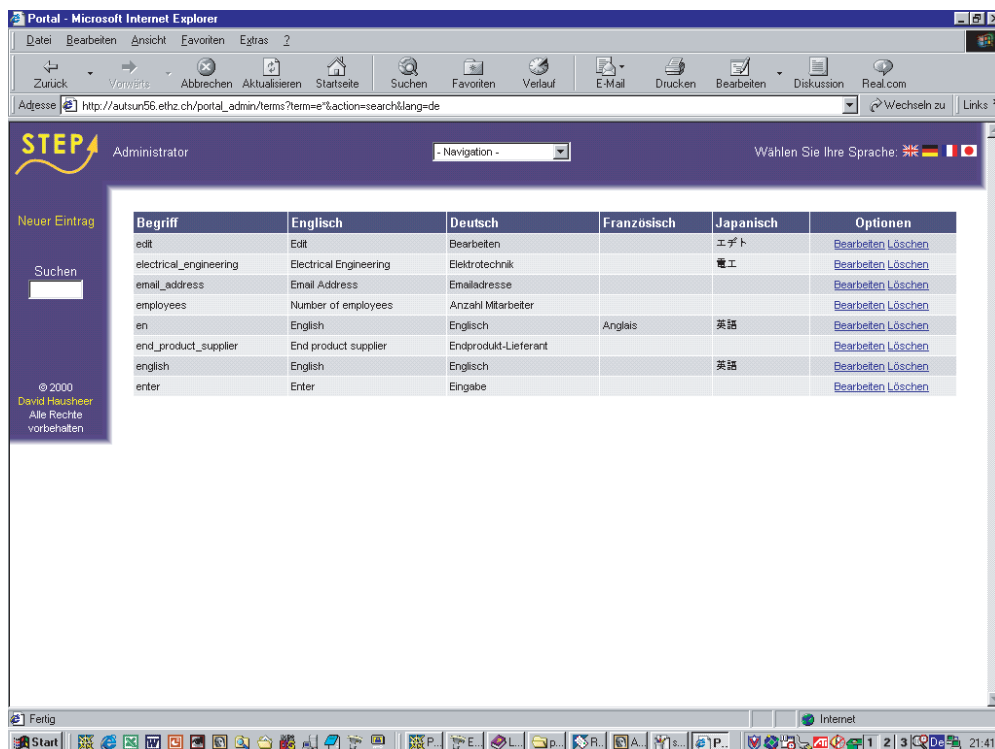 Portal - Microsoft Internet Explorer
Datei Bearbeiten Ansicht Favoriten Extras ?
Zurück Vorwärts Abbrechen Aktualisieren Startseite Suchen Favoriten Verlauf E-Mail Drucken Bearbeiten Diskussion Real.com
Adresse http://autsun56.ethz.ch/portal_admin/terms?term=e*&action=search&lang=de Wechseln zu Links
STEP Administrator - Navigation - Wählen Sie Ihre Sprache:
Neuer Eintrag
Suchen
© 2000
David Hausheer
Alle Rechte
vorbehalten
Begriff Englisch Deutsch Französisch Japanisch Optionen
edit Edit Bearbeiten エヂト Bearbeiten Löschen
electrical_engineering Electrical Engineering Elektrotechnik 電工 Bearbeiten Löschen
email_address Email Address Emailadresse Bearbeiten Löschen
employees Number of employees Anzahl Mitarbeiter Bearbeiten Löschen
en English Englisch Anglais 英語 Bearbeiten Löschen
end_product_supplier End product supplier Endprodukt-Lieferant Bearbeiten Löschen
english English Englisch 英語 Bearbeiten Löschen
enter Enter Eingabe Bearbeiten Löschen
Fertig Internet
Start P... E... L... p... R... A... s... P... 1 2 3 De 21:41